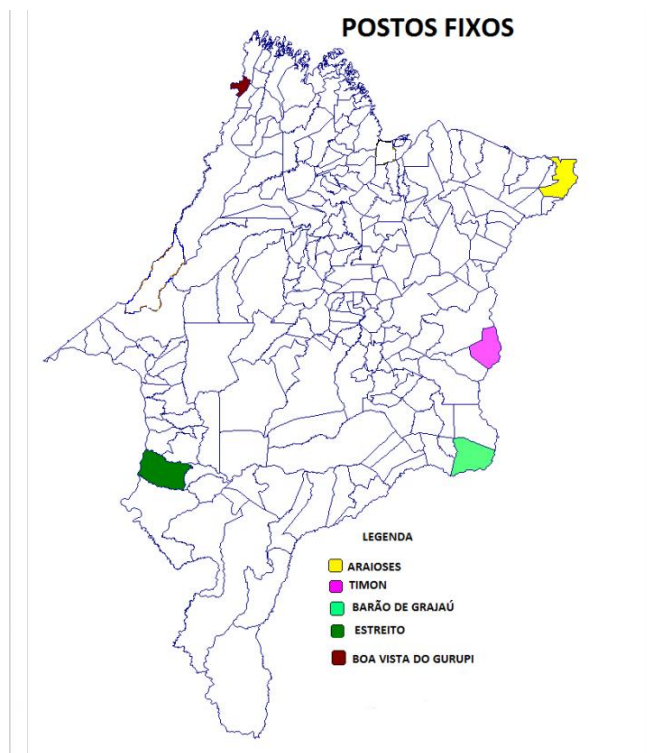 POSTOS FIXOS
LEGENDA
ARAIOSES
TIMON
BARÃO DE GRAJAÚ
ESTREITO
BOA VISTA DO GURUPI